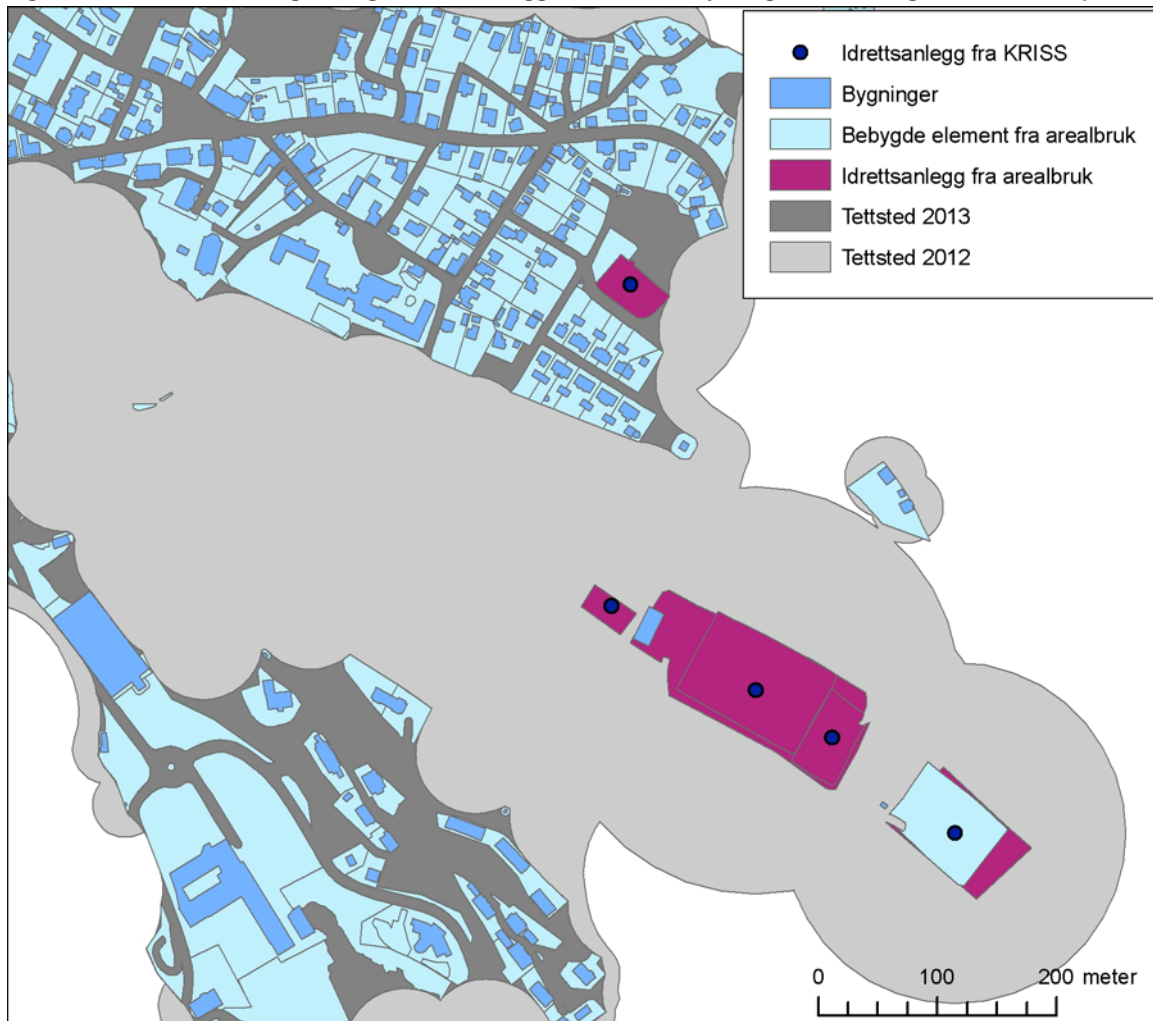 Idrettsanlegg fra KRISS
Bygninger
Bebygde element fra arealbruk
Idrettsanlegg fra arealbruk
Tettsted 2013
Tettsted 2012
0 100 200 meter